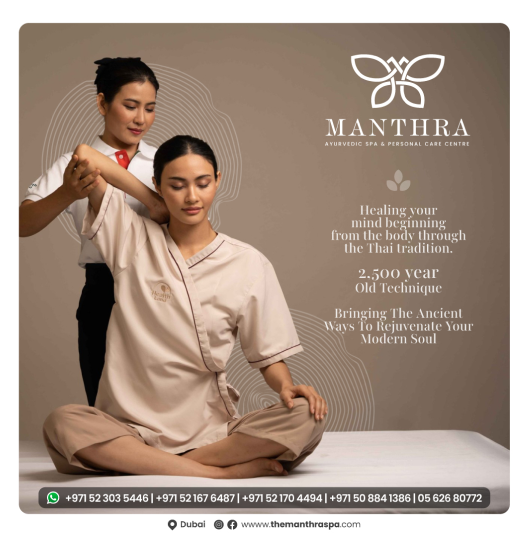 MANTHRA
AYURVEDIC SPA & PERSONAL CARE CENTRE
Healing your
mind beginning
from the body through
the Thai tradition.
2,500 year
Old Technique
Bringing The Ancient
Ways To Rejuvenate Your
Modern Soul
+971 52 303 5446 | +971 52 167 6487 | +971 52 170 4494 | +971 50 884 1386 | 05 626 80772
Dubai www.themanthraspa.com